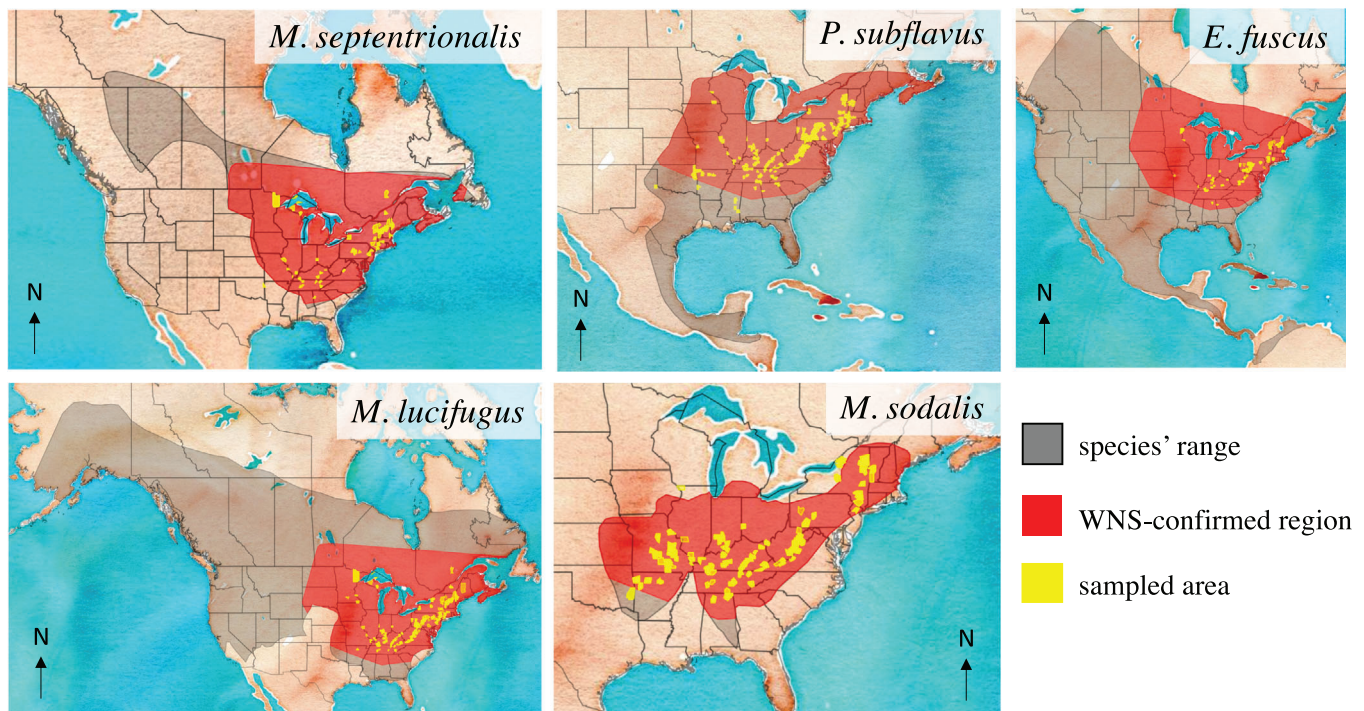 M. septentrionalis
N
P. subflavus
N
E. fuscus
N
M. lucifugus
N
M. sodalis
N
species’ range
WNS-confirmed region
sampled area